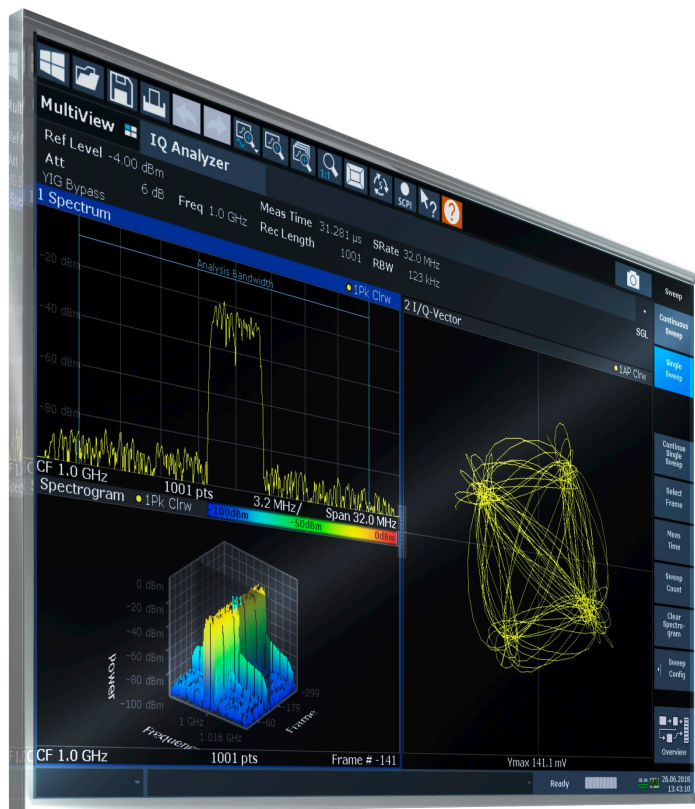 SCPI
MultiView
IQ Analyzer
Ref Level -4.00 dBm
Att 6 dB Freq 1.0 GHz Meas Time 31.281 µs SRate 32.0 MHz
YIG Bypass Rec Length 1001 RBW 123 kHz
1 Spectrum
1Pk Clrw
Analysis Bandwidth
-20 dBm
-40 dBm
-60 dBm
-80 dBm
CF 1.0 GHz 1001 pts 3.2 MHz/ Span 32.0 MHz
Spectrogram 1Pk Clrw
-100dBm -50dBm 0dBm
0 dBm
-20 dBm
-40 dBm
-60 dBm
-80 dBm
-100 dBm
Power
Frequency
1 GHz
1.016 GHz
Frame
-60
-179
-299
CF 1.0 GHz 1001 pts Frame # -141
2 I/Q-Vector
SGL
1AP Clrw
Ymax 141.1 mV
Sweep
Continuous
Sweep
Single
Sweep
Continue
Single
Sweep
Select
Frame
Meas
Time
Sweep
Count
Clear
Spectro-
gram
Sweep
Config
Overview
Ready
26.06.2018
13:43:10